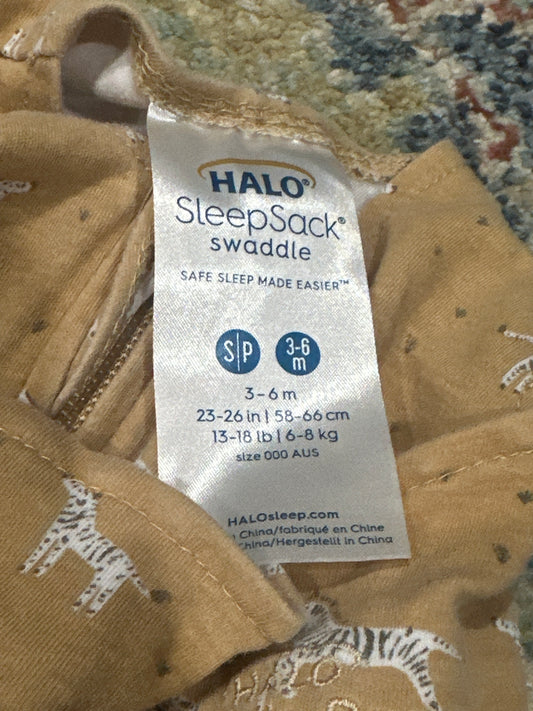 HALO®
SleepSack®
swaddle
SAFE SLEEP MADE EASIER™
S|P
3-6
m
3-6 m
23-26 in | 58-66 cm
13-18 lb | 6-8 kg
size 000 AUS
HALOsleep.com
China/fabriqué en Chine
China/Hergestellt in China
HALO